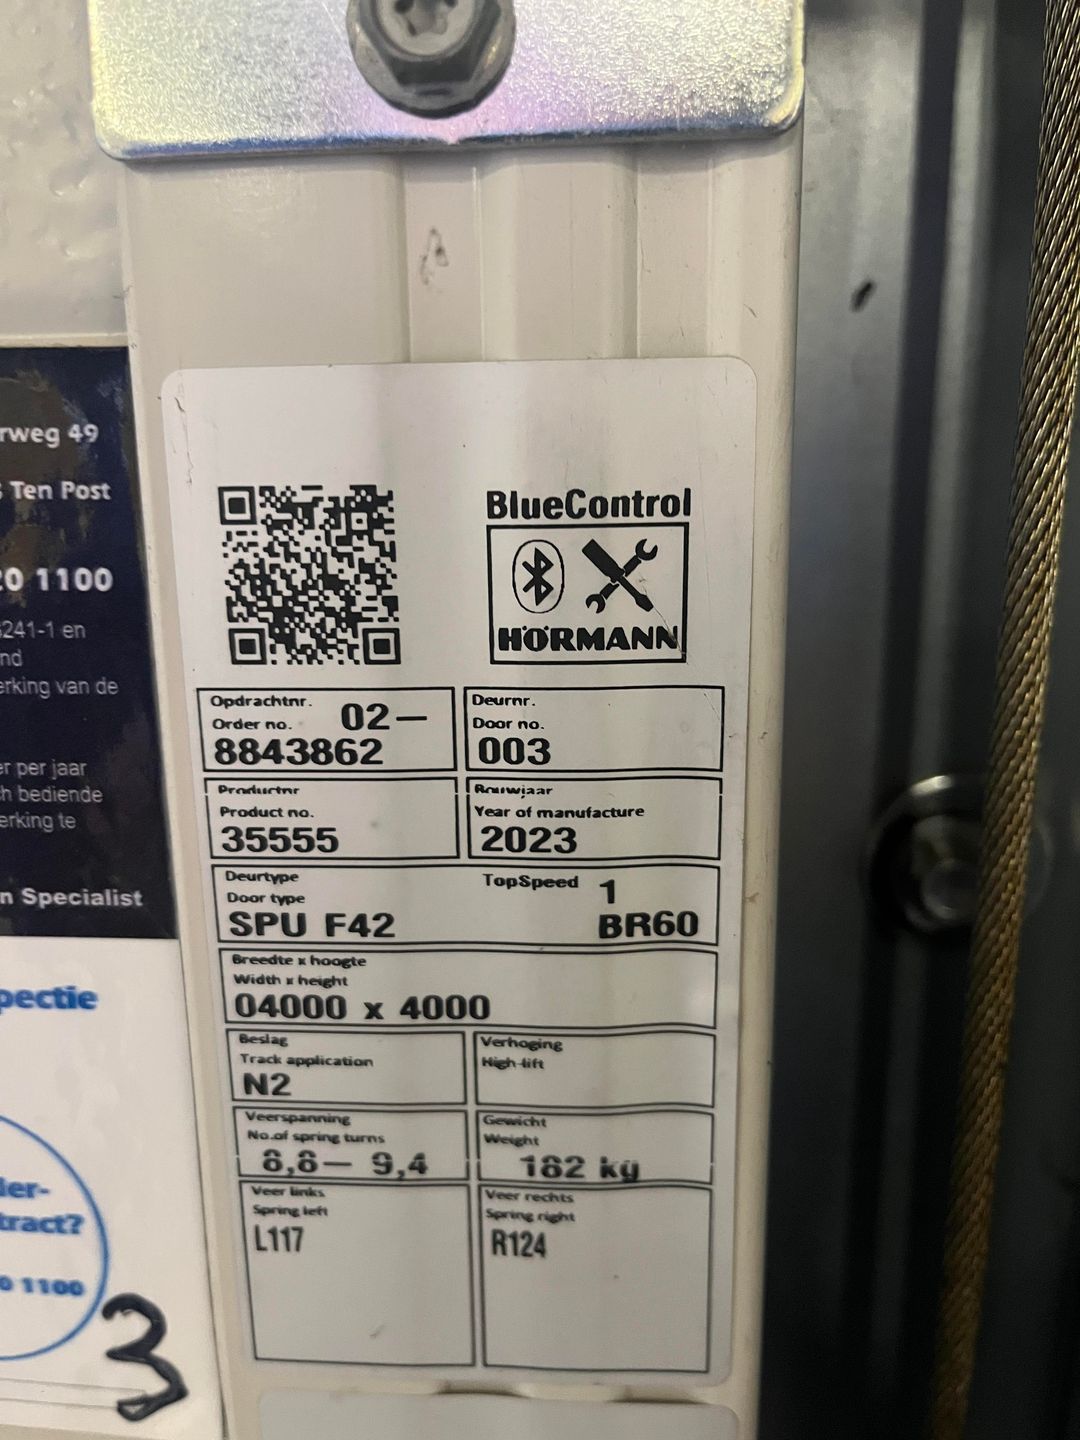 rweg 49
Ten Post
20 1100
6241-1 en
nd
erking van de
er per jaar
h bediende
erking te
n Specialist
pectie
der-
tract?
0 1100
3
BlueControl
HÖRMANN
Opdrachtnr.
Order no. 02-
8843862
Deurnr.
Door no.
003
Productnr
Product no.
35555
Bouwjaar
Year of manufacture
2023
Deurtype
Door type
SPU F42
TopSpeed 1
BR60
Breedte x hoogte
Width x height
04000 x 4000
Beslag
Track application
N2
Verhoging
High-lift
Veerspanning
No.of spring turns
8,8- 9,4
Gewicht
Weight
182 kg
Veer links
Spring left
L117
Veer rechts
Spring right
R124